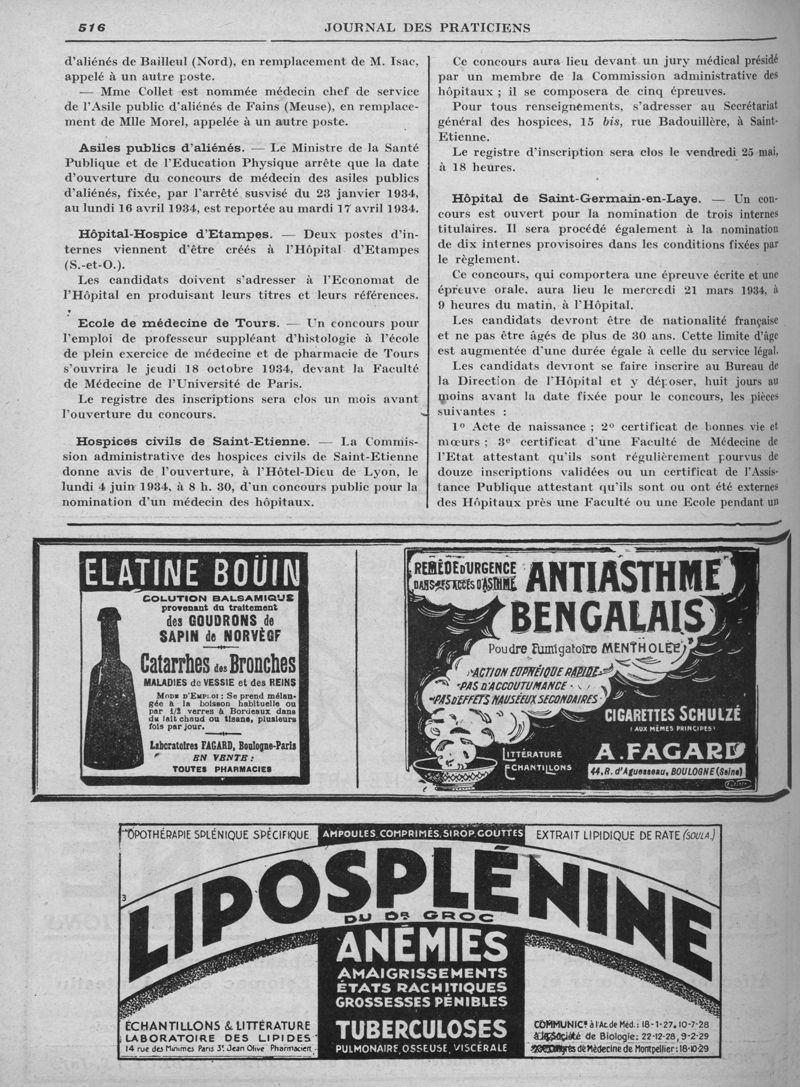 516
JOURNAL DES PRATICIENS
d'aliénés de Bailleul (Nord), en remplacement de M. Isac,
appelé à un autre poste.
— Mme Collet est nommée médecin chef de service
de l'Asile public d'aliénés de Fains (Meuse), en remplace-
ment de Mlle Morel, appelée à un autre poste.
Asiles publics d'aliénés. — Le Ministre de la Santé
Publique et de l'Education Physique arrête que la date
d'ouverture du concours de médecin des asiles publics
d'aliénés, fixée, par l'arrêté susvisé du 23 janvier 1934,
au lundi 16 avril 1934, est reportée au mardi 17 avril 1934.
Hôpital-Hospice d'Etampes. — Deux postes d'in-
ternes viennent d'être créés à l'Hôpital d'Etampes
(S.-et-O.).
Les candidats doivent s'adresser à l'Economat de
l'Hôpital en produisant leurs titres et leurs références.
Ecole de médecine de Tours. — Un concours pour
l'emploi de professeur suppléant d'histologie à l'école
de plein exercice de médecine et de pharmacie de Tours
s'ouvrira le jeudi 18 octobre 1934, devant la Faculté
de Médecine de l'Université de Paris.
Le registre des inscriptions sera clos un mois avant
l'ouverture du concours.
Hospices civils de Saint-Etienne. — La Commis-
sion administrative des hospices civils de Saint-Etienne
donne avis de l'ouverture, à l'Hôtel-Dieu de Lyon, le
lundi 4 juin 1934, à 8 h. 30, d'un concours public pour la
nomination d'un médecin des hôpitaux.
Ce concours aura lieu devant un jury médical présidé
par un membre de la Commission administrative des
hôpitaux ; il se composera de cinq épreuves.
Pour tous renseignements, s'adresser au Secrétariat
général des hospices, 15 bis, rue Badouillère, à Saint-
Etienne.
Le registre d'inscription sera clos le vendredi 25 mai,
à 18 heures.
Hôpital de Saint-Germain-en-Laye. — Un con-
cours est ouvert pour la nomination de trois internes
titulaires. Il sera procédé également à la nomination
de dix internes provisoires dans les conditions fixées par
le règlement.
Ce concours, qui comportera une épreuve écrite et une
épreuve orale, aura lieu le mercredi 21 mars 1934, à
9 heures du matin, à l'Hôpital.
Les candidats devront être de nationalité française
et ne pas être âgés de plus de 30 ans. Cette limite d'âge
est augmentée d'une durée égale à celle du service légal.
Les candidats devront se faire inscrire au Bureau de
la Direction de l'Hôpital et y déposer, huit jours au
moins avant la date fixée pour le concours, les pièces
suivantes :
1º Acte de naissance ; 2º certificat de bonnes vie et
mœurs ; 3º certificat d'une Faculté de Médecine de
l'Etat attestant qu'ils sont régulièrement pourvus de
douze inscriptions validées ou un certificat de l'Assis-
tance Publique attestant qu'ils sont ou ont été externes
des Hôpitaux près une Faculté ou une Ecole pendant un
ELATINE BOÜIN
SOLUTION BALSAMIQUE
provenant du traitement
des GOUDRONS de
SAPIN de NORVÈGE
Catarrhes des Bronches
MALADIES de VESSIE et des REINS
MODE D'EMPLOI : Se prend mélan-
gée à la boisson habituelle ou
par 1/2 verres à Bordeaux dans
du lait chaud ou tisane, plusieurs
fois par jour.
Laboratoires FAGARD, Boulogne-Paris
EN VENTE :
TOUTES PHARMACIES
REMÈDE D'URGENCE
DANS LES ACCÈS D'ASTHME
ANTIASTHME
BENGALAIS
Poudre Fumigatoire MENTHOLÉE
ACTION EUPNÉIQUE RAPIDE
PAS D'ACCOUTUMANCE
PAS D'EFFETS NAUSÉEUX SECONDAIRES
CIGARETTES SCHULZÉ
(AUX MÊMES PRINCIPES)
LITTÉRATURE
ECHANTILLONS
A. FAGARD
44, R. d'Aguesseau, BOULOGNE (Seine)
OPOTHÉRAPIE SPLÉNIQUE SPÉCIFIQUE
AMPOULES, COMPRIMÉS, SIROP, GOUTTES
EXTRAIT LIPIDIQUE DE RATE (SOULA.)
3
LIPOSPLÉNINE
DU DR GROC
ANÉMIES
AMAIGRISSEMENTS
ÉTATS RACHITIQUES
GROSSESSES PÉNIBLES
TUBERCULOSES
PULMONAIRE, OSSEUSE, VISCÉRALE
ÉCHANTILLONS & LITTÉRATURE
LABORATOIRE DES LIPIDES
14 rue des Minimes Paris 3e. Jean Olive Pharmacien
COMMUNICs à l'Ac. de Méd.: 18-1-27. 10-7-28
à la Société de Biologie: 22-12-28, 9-2-29
Congrès de Médecine de Montpellier: 18-10-29